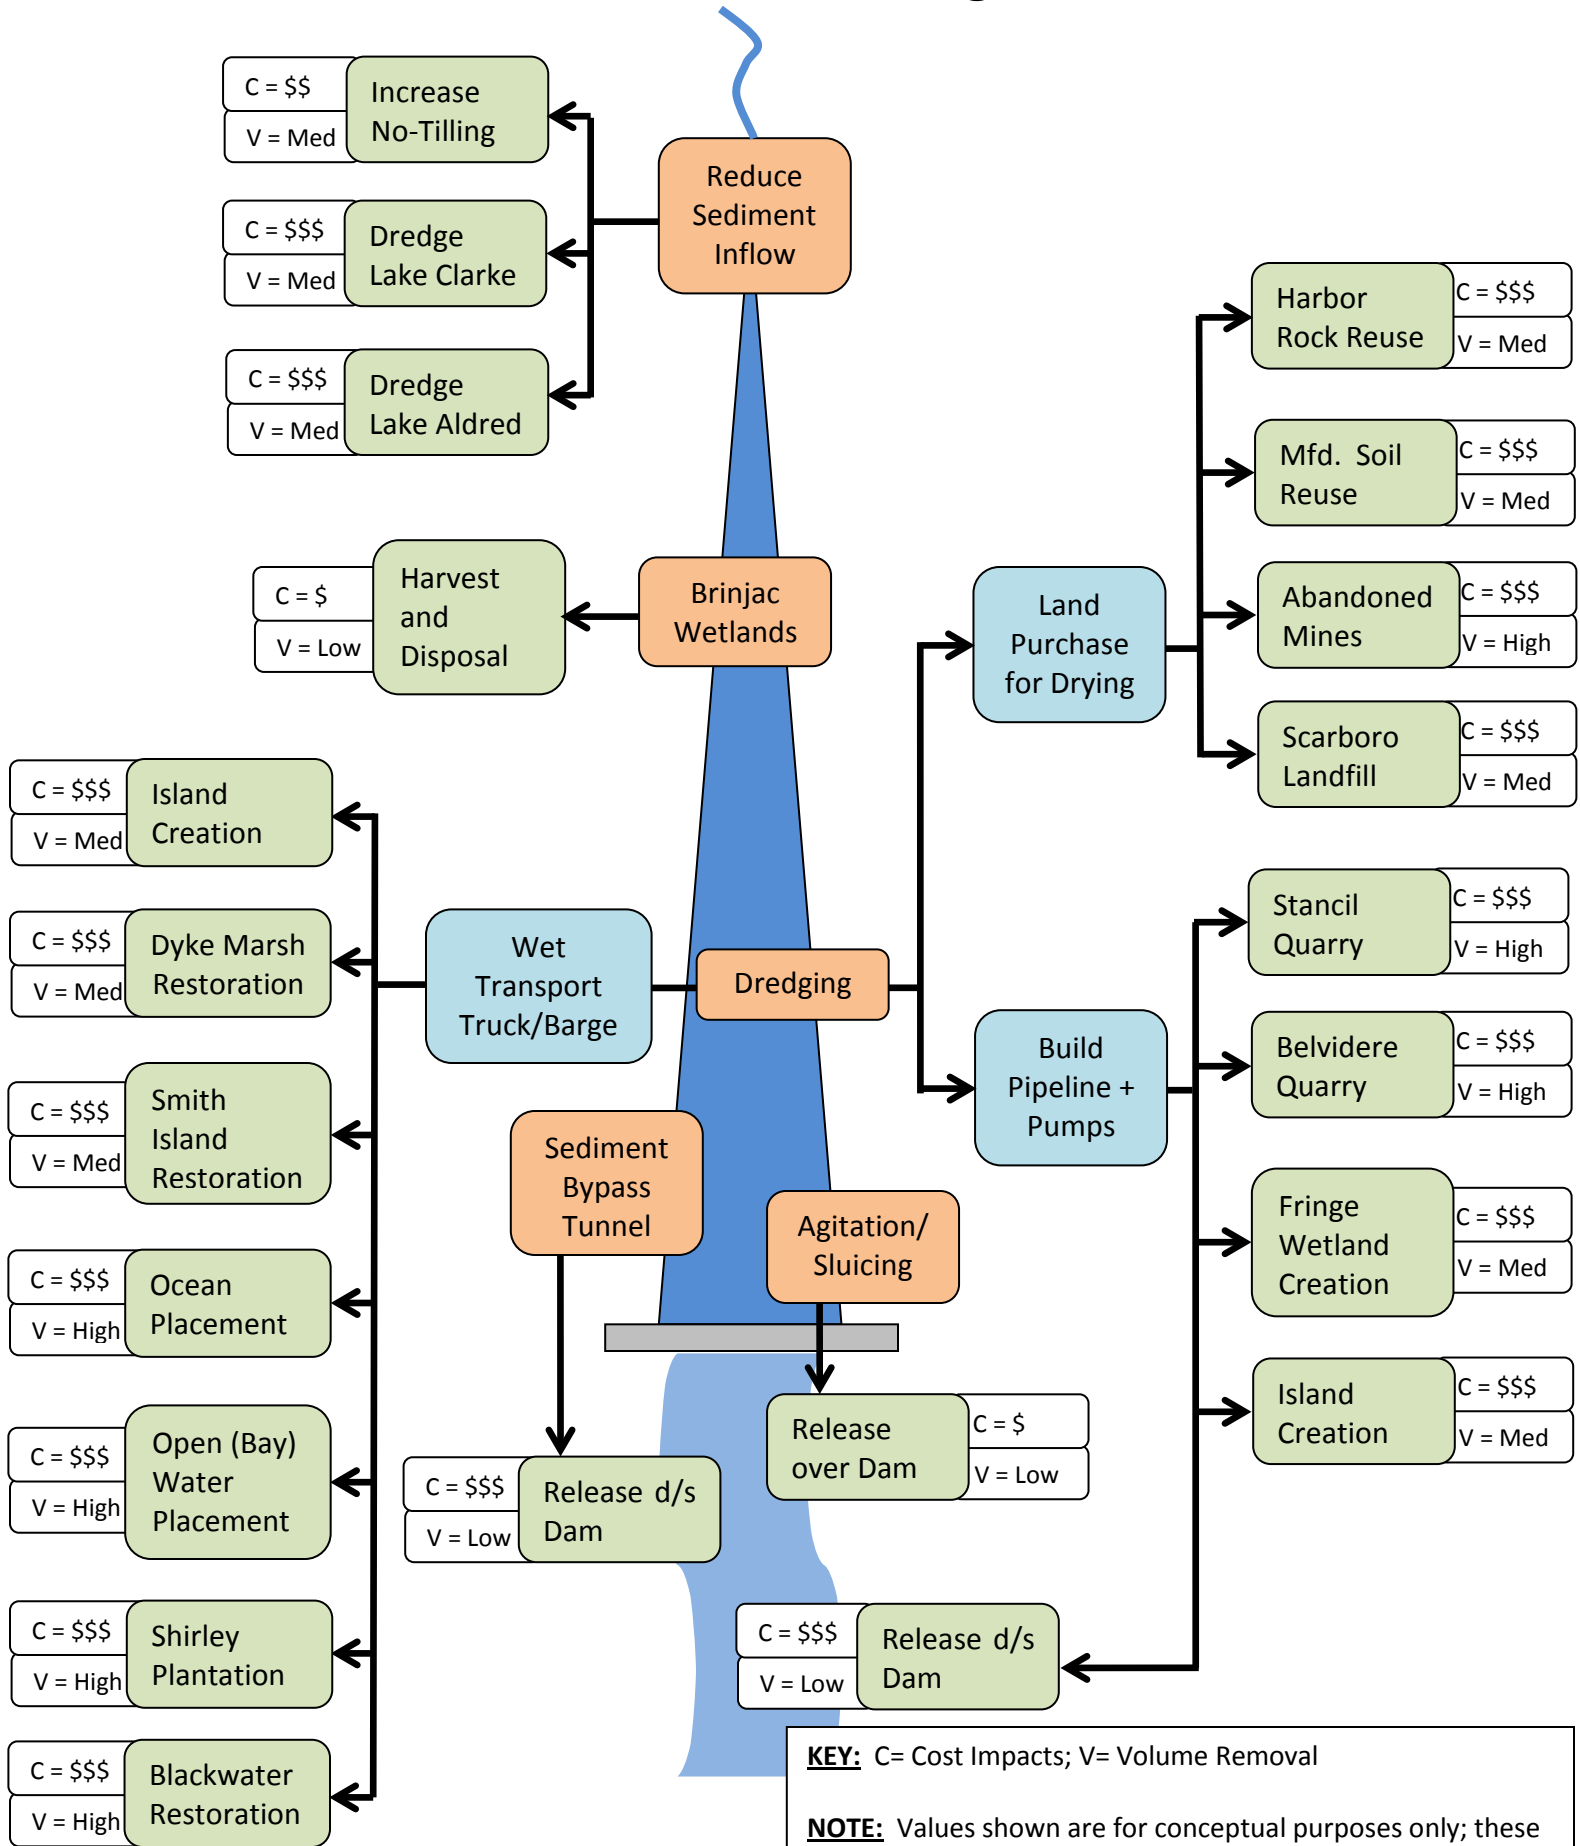 C = $$
V = Med
Increase
No-Tilling
C = $$$
V = Med
Dredge
Lake Clarke
C = $$$
V = Med
Dredge
Lake Aldred
Reduce
Sediment
Inflow
C = $
V = Low
Harvest
and
Disposal
Brinjac
Wetlands
Land
Purchase
for Drying
Harbor
Rock Reuse
C = $$$
V = Med
Mfd. Soil
Reuse
C = $$$
V = Med
Abandoned
Mines
C = $$$
V = High
Scarboro
Landfill
C = $$$
V = Med
C = $$$
V = Med
Island
Creation
C = $$$
V = Med
Dyke Marsh
Restoration
C = $$$
V = Med
Smith
Island
Restoration
C = $$$
V = High
Ocean
Placement
C = $$$
V = High
Open (Bay)
Water
Placement
C = $$$
V = High
Shirley
Plantation
C = $$$
V = High
Blackwater
Restoration
Wet
Transport
Truck/Barge
Dredging
Build
Pipeline +
Pumps
Stancil
Quarry
C = $$$
V = High
Belvidere
Quarry
C = $$$
V = High
Fringe
Wetland
Creation
C = $$$
V = Med
Island
Creation
C = $$$
V = Med
Sediment
Bypass
Tunnel
Agitation/
Sluicing
C = $$$
V = Low
Release d/s
Dam
Release
over Dam
C = $
V = Low
C = $$$
V = Low
Release d/s
Dam
KEY: C= Cost Impacts; V= Volume Removal
NOTE: Values shown are for conceptual purposes only; these